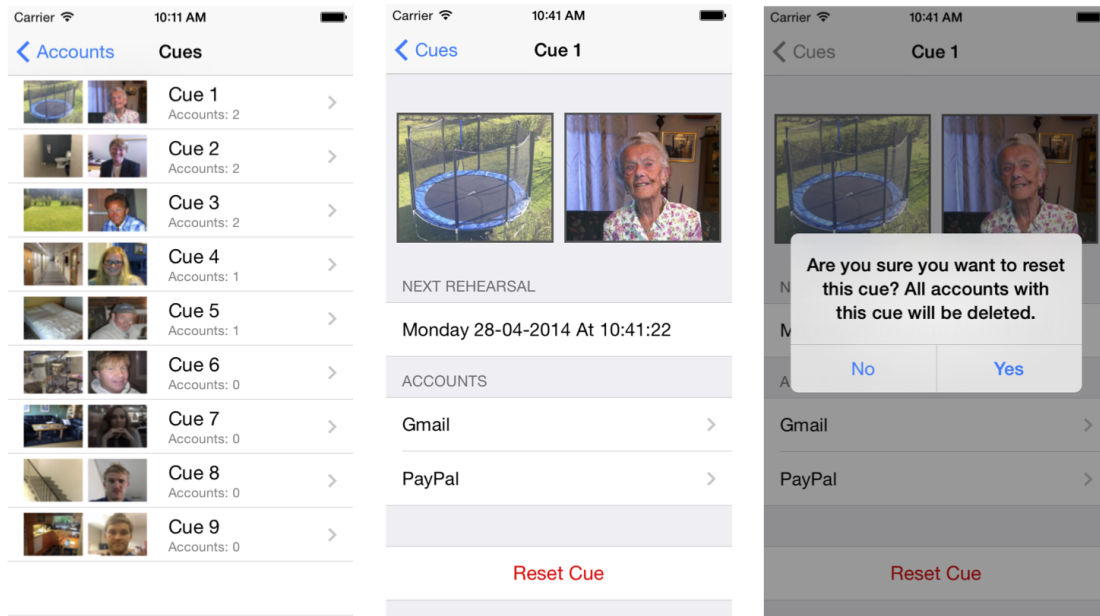 Carrier 10:11 AM
Accounts Cues
Cue 1
Accounts: 2
Cue 2
Accounts: 2
Cue 3
Accounts: 2
Cue 4
Accounts: 1
Cue 5
Accounts: 1
Cue 6
Accounts: 0
Cue 7
Accounts: 0
Cue 8
Accounts: 0
Cue 9
Accounts: 0
Carrier 10:41 AM
Cues Cue 1
NEXT REHEARSAL
Monday 28-04-2014 At 10:41:22
ACCOUNTS
Gmail
PayPal
Reset Cue
Carrier 10:41 AM
Cues Cue 1
Are you sure you want to reset
this cue? All accounts with
this cue will be deleted.
No Yes
Gmail
PayPal
Reset Cue